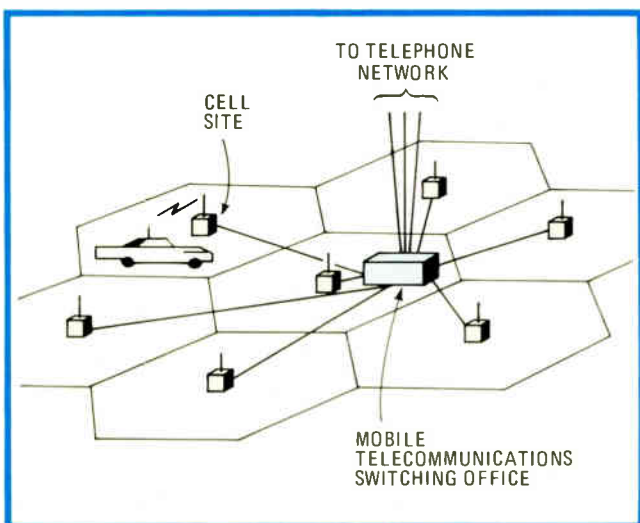 TO TELEPHONE
NETWORK
CELL
SITE
MOBILE
TELECOMMUNICATIONS
SWITCHING OFFICE